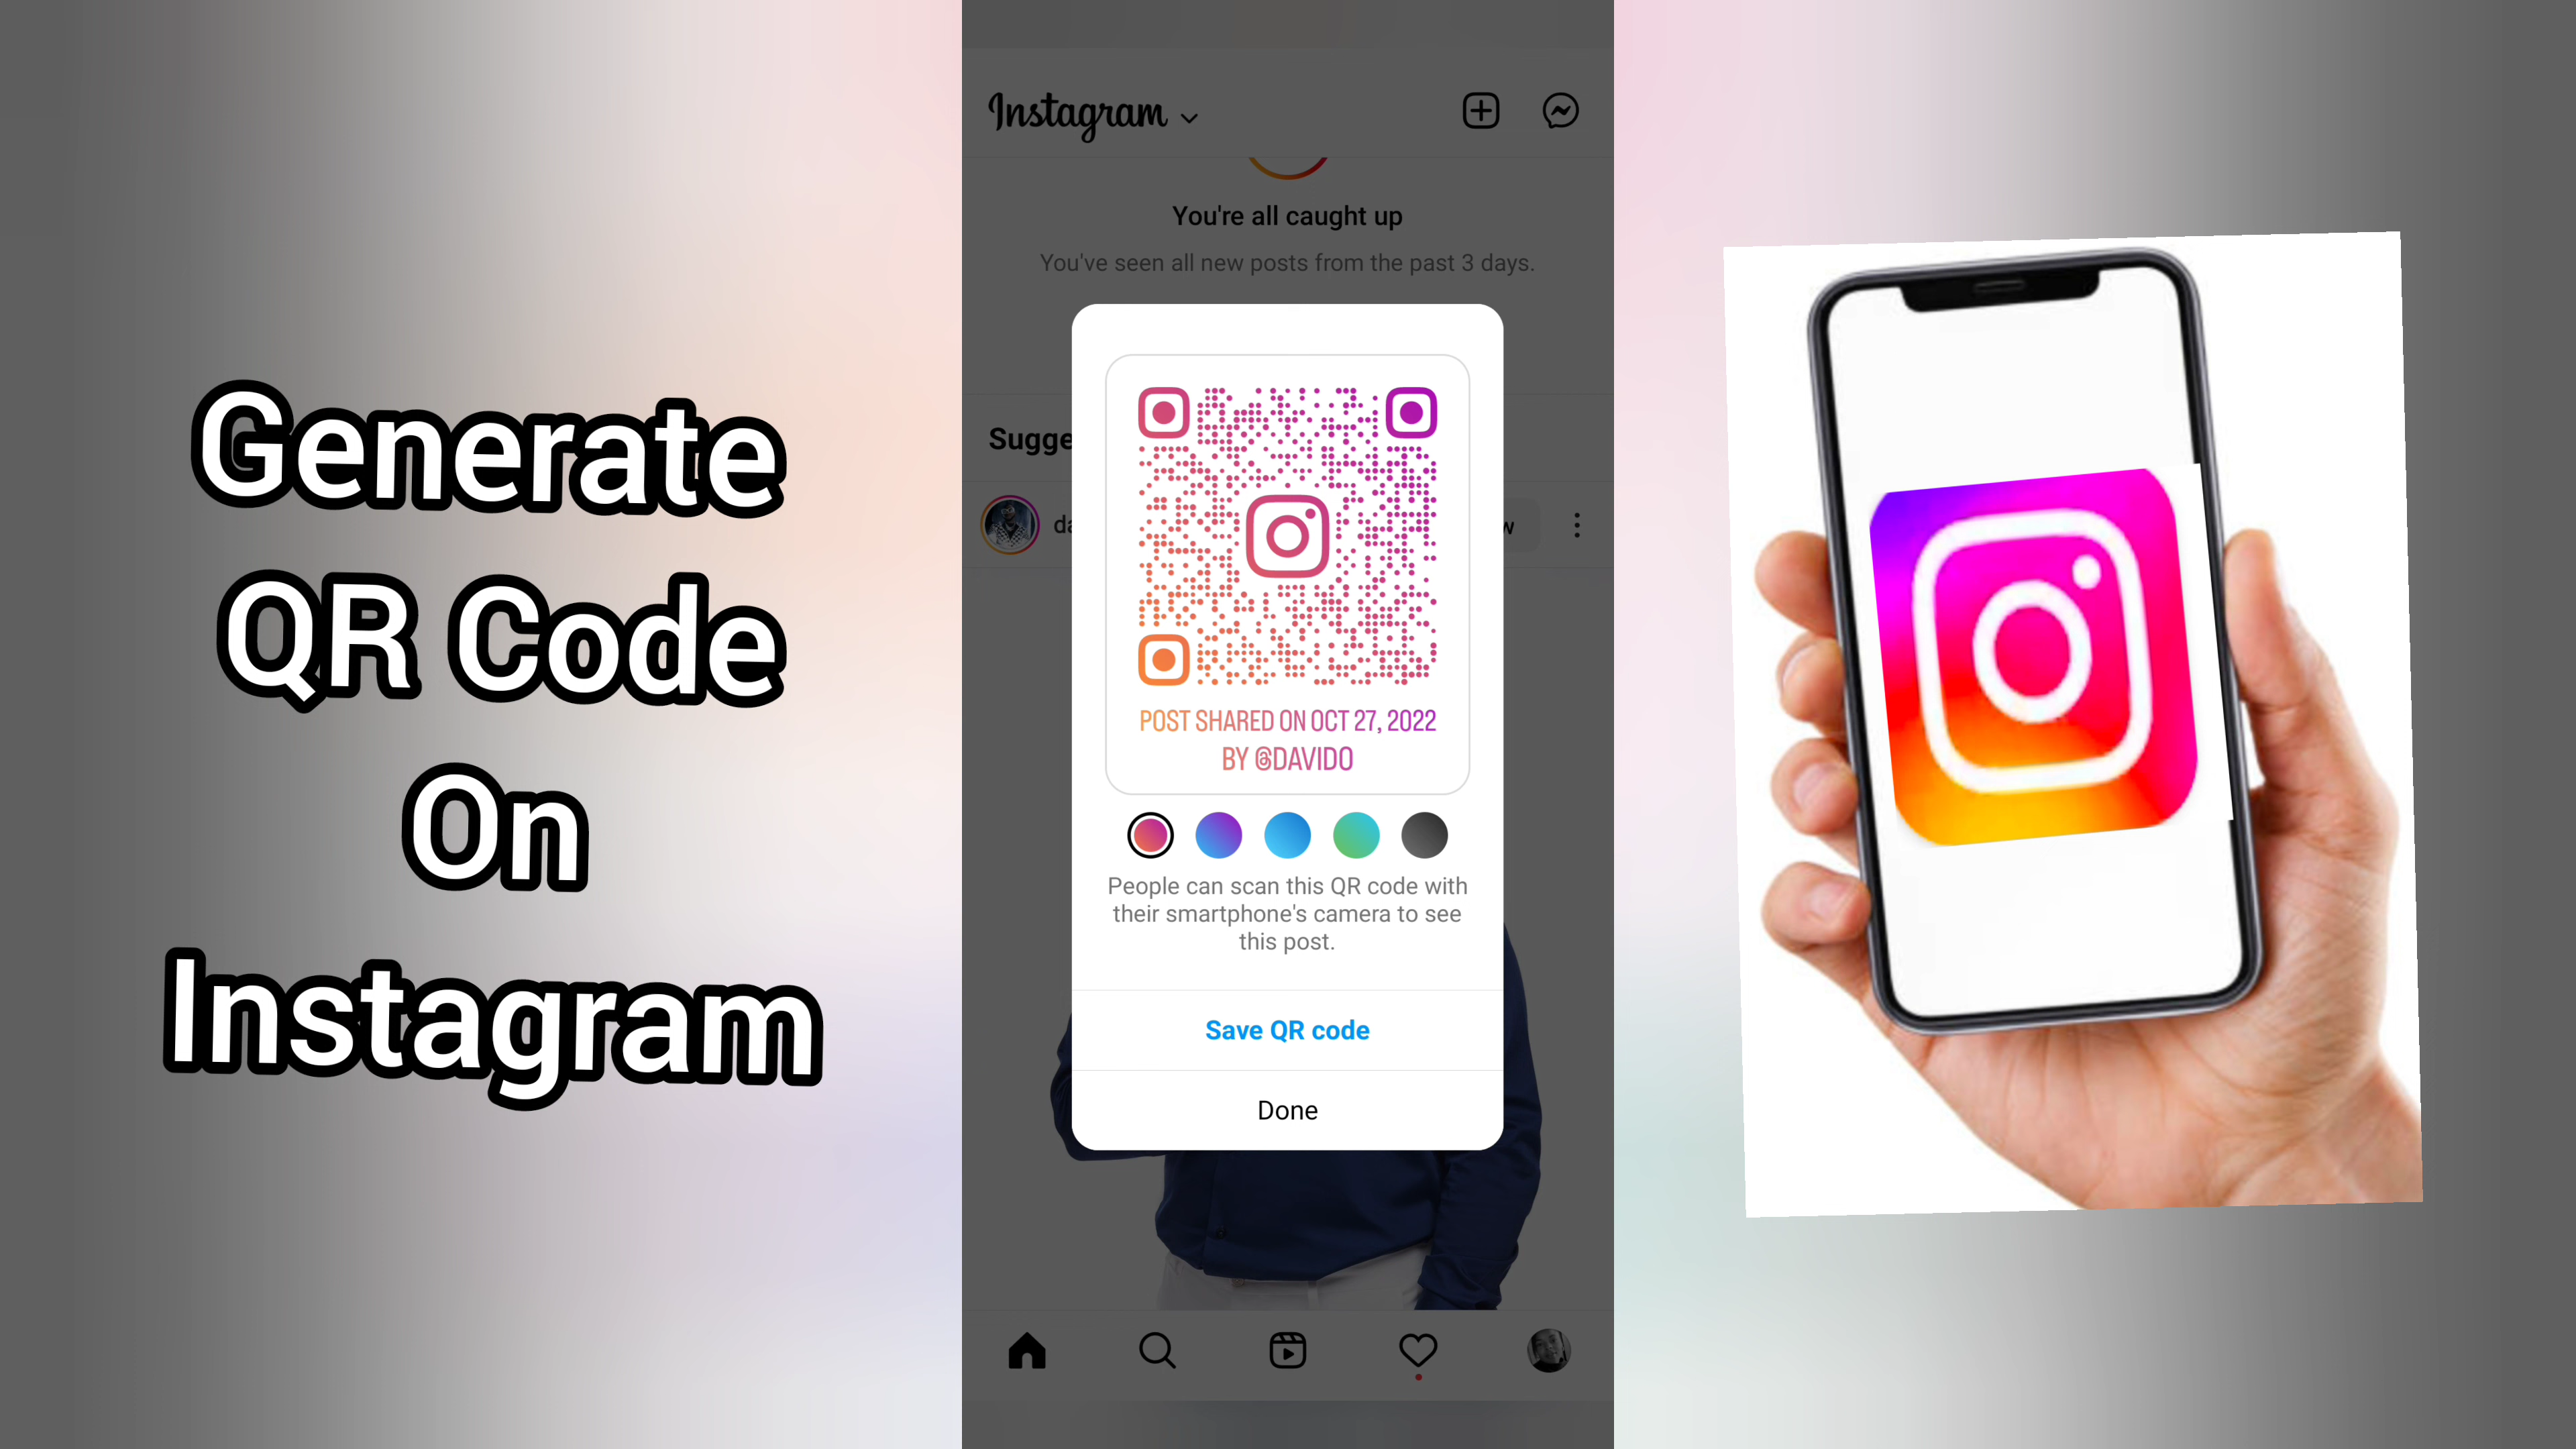 Generate
QR Code
On
Instagram
Instagram
You're all caught up
You've seen all new posts from the past 3 days.
Sugge
da
w
POST SHARED ON OCT 27, 2022
BY @DAVIDO
People can scan this QR code with
their smartphone's camera to see
this post.
Save QR code
Done